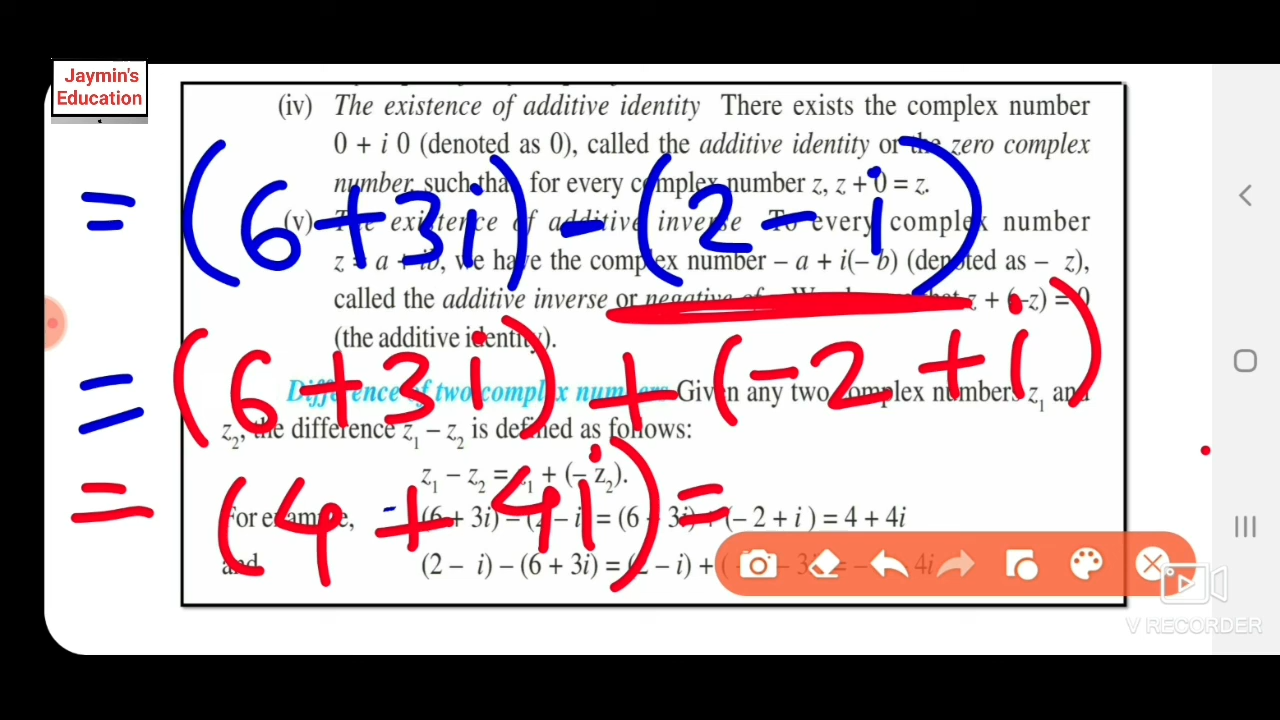 Jaymin's
Education
(iv) The existence of additive identity There exists the complex number
0 + i 0 (denoted as 0), called the additive identity or the zero complex
number, such that for every complex number z, z + 0 = z.
= (6+3i) - (2-i)
(v) The existence of additive inverse To every complex number
z = a + ib, we have the complex number – a + i(– b) (denoted as – z),
called the additive inverse or negative of z + (–z) = 0
(the additive identity).
= (6+3i) + (-2+i)
Difference of two complex numbers Given any two complex numbers z₁ and
z₂, the difference z₁ – z₂ is defined as follows:
z₁ – z₂ = z₁ + (– z₂).
= (4+4i) =
For example, (6 + 3i) – (2 – i) = (6 + 3i) + (– 2 + i ) = 4 + 4i
and (2 – i) – (6 + 3i) = (2 – i) + 4i
V RECORDER